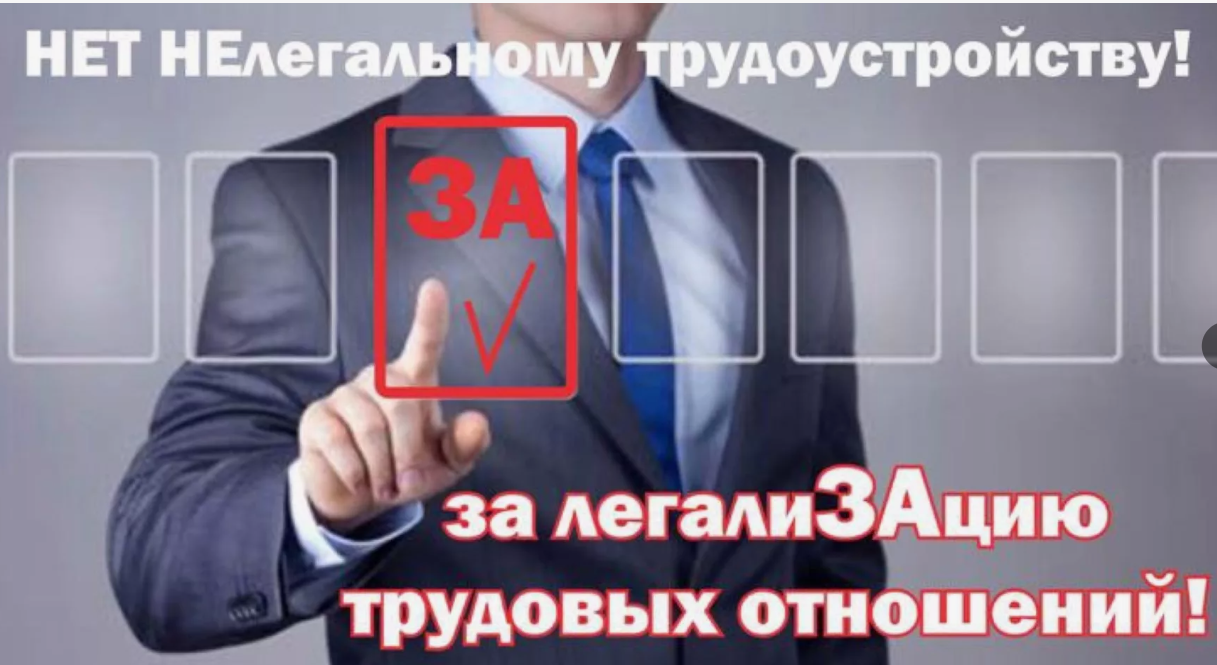 НЕТ НЕлегальному трудоустройству!
ЗА
за легалиЗАцию
трудовых отношений!